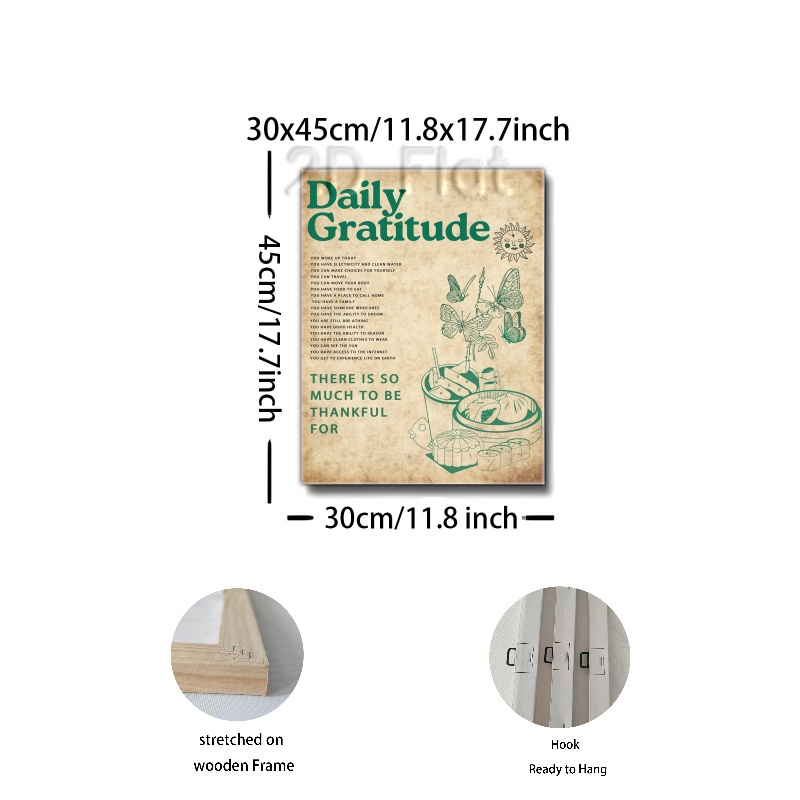 30x45cm/11.8x17.7inch
2D Flat
Daily
Gratitude
YOU WOKE UP TODAY
YOU HAVE ELECTRICITY AND CLEAN WATER
YOU CAN MAKE CHOICES FOR YOURSELF
YOU CAN TRAVEL
YOU CAN MOVE YOUR BODY
YOU HAVE FOOD TO EAT
YOU HAVE A PLACE TO CALL HOME
YOU HAVE A FAMILY
YOU HAVE SOMEONE WHOCARES
YOU HAVE THE ABILITY TO DREAM
YOU ARE STILL BRE ATHING
YOU HAVE GOOD HEALTH
YOU HAVE THE ABILITY TO REASON
YOU HAVE CLEAN CLOTHES TO WEAR
YOU CAN SEE THE SUN
YOU HAVE ACCESS TO THE INTERNET
YOU GET TO EXPERIENCE LIFE ON EARTH
THERE IS SO
MUCH TO BE
THANKFUL
FOR
45cm/17.7inch
30cm/11.8 inch
stretched on
wooden Frame
Hook
Ready to Hang